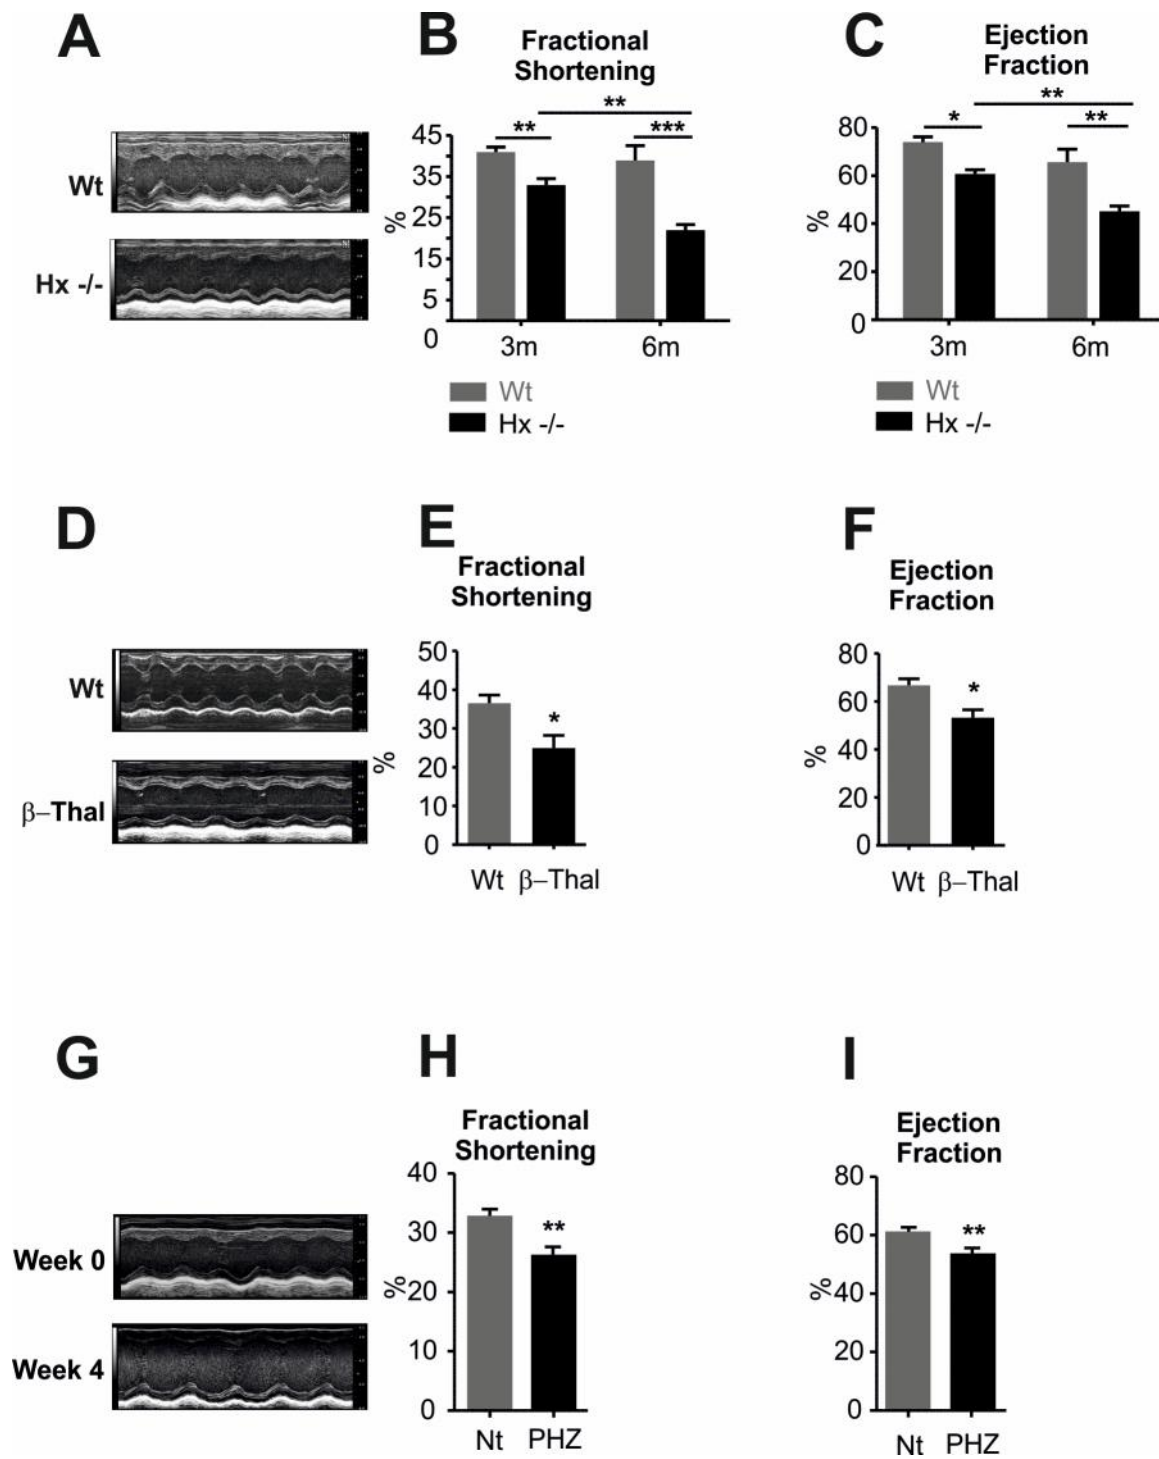 A
B
C
Fractional
Shortening
Ejection
Fraction
Wt
Hx -/-
%
45
35
25
15
5
0
**
**
***
3m
6m
Wt
Hx -/-
%
80
60
40
20
0
*
**
**
3m
6m
Wt
Hx -/-
D
E
F
Fractional
Shortening
Ejection
Fraction
Wt
β–Thal
%
50
40
30
20
10
0
*
Wt β–Thal
%
80
60
40
20
0
*
Wt β–Thal
G
H
I
Fractional
Shortening
Ejection
Fraction
Week 0
Week 4
%
40
30
20
10
0
**
Nt PHZ
%
80
60
40
20
0
**
Nt PHZ